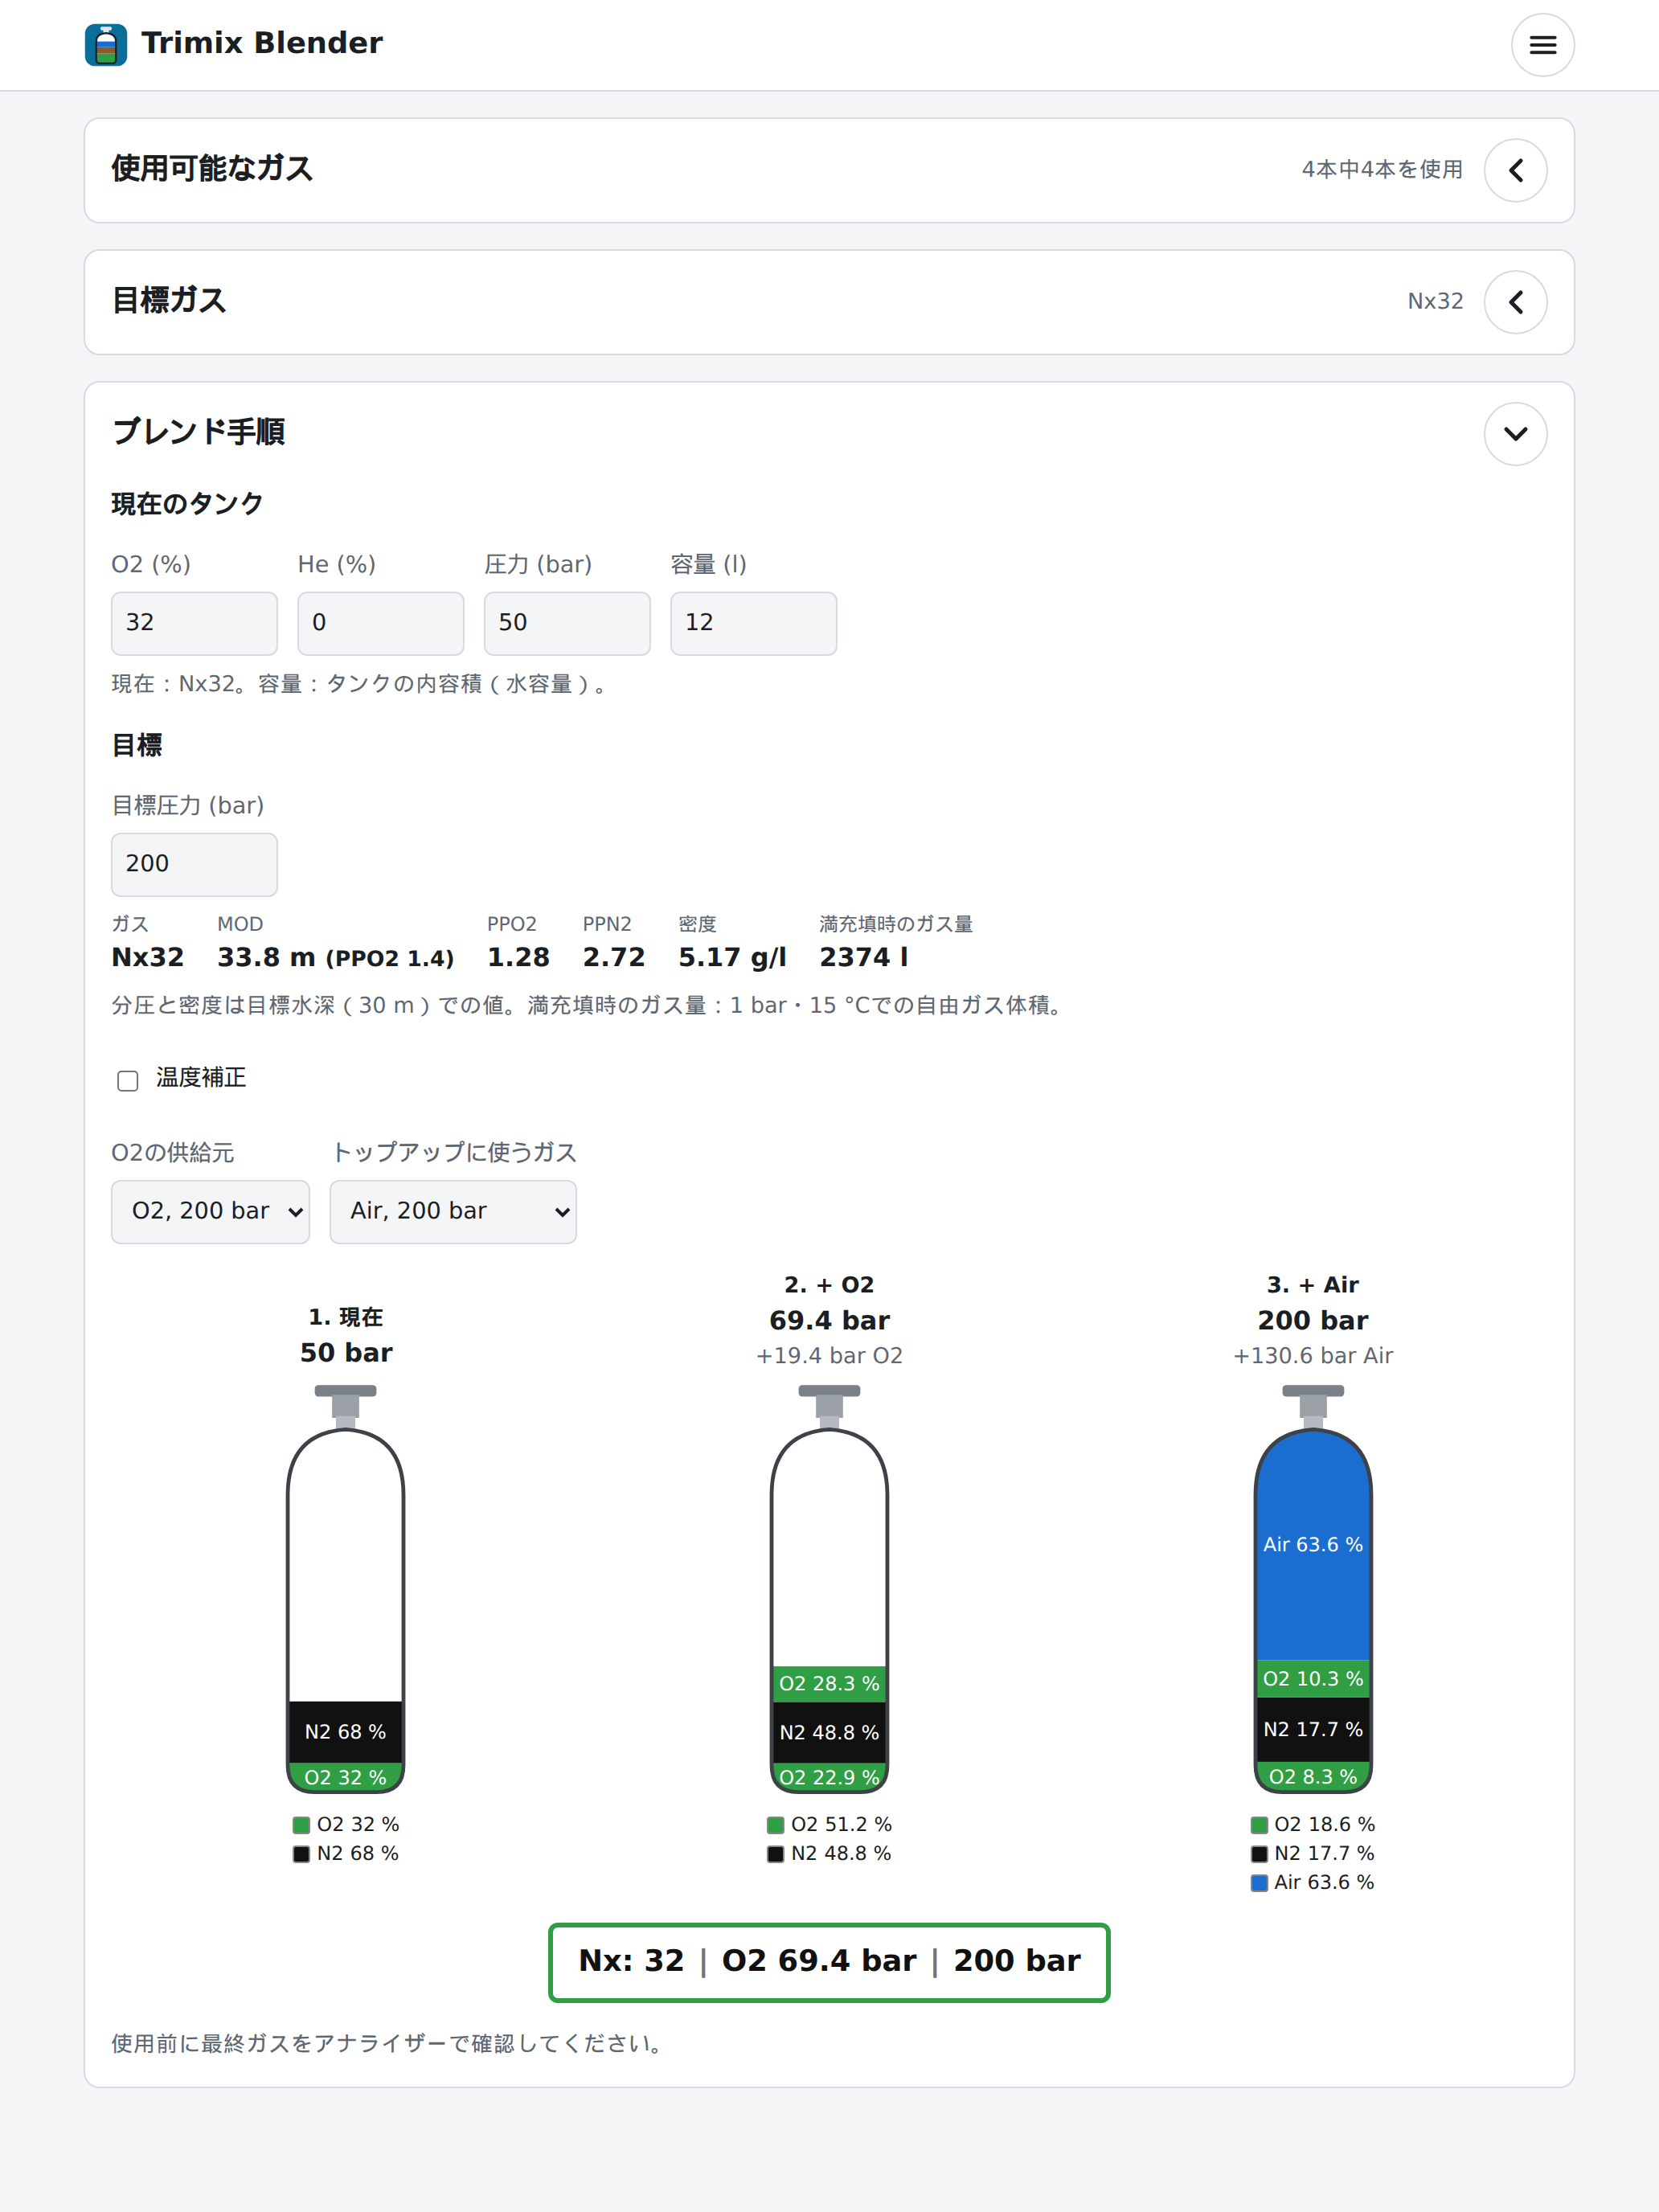 Trimix Blender
使用可能なガス
4本中4本を使用
目標ガス
Nx32
ブレンド手順
現在のタンク
O2 (%) He (%) 圧力 (bar) 容量 (l)
32 0 50 12
現在：Nx32。容量：タンクの内容積（水容量）。
目標
目標圧力 (bar)
200
ガス MOD PPO2 PPN2 密度 満充填時のガス量
Nx32 33.8 m (PPO2 1.4) 1.28 2.72 5.17 g/l 2374 l
分圧と密度は目標水深（30 m）での値。満充填時のガス量：1 bar・15 °Cでの自由ガス体積。
温度補正
O2の供給元 トップアップに使うガス
O2, 200 bar Air, 200 bar
1. 現在
50 bar
N2 68 %
O2 32 %
O2 32 %
N2 68 %
2. + O2
69.4 bar
+19.4 bar O2
O2 28.3 %
N2 48.8 %
O2 22.9 %
O2 51.2 %
N2 48.8 %
3. + Air
200 bar
+130.6 bar Air
Air 63.6 %
O2 10.3 %
N2 17.7 %
O2 8.3 %
O2 18.6 %
N2 17.7 %
Air 63.6 %
Nx: 32 | O2 69.4 bar | 200 bar
使用前に最終ガスをアナライザーで確認してください。